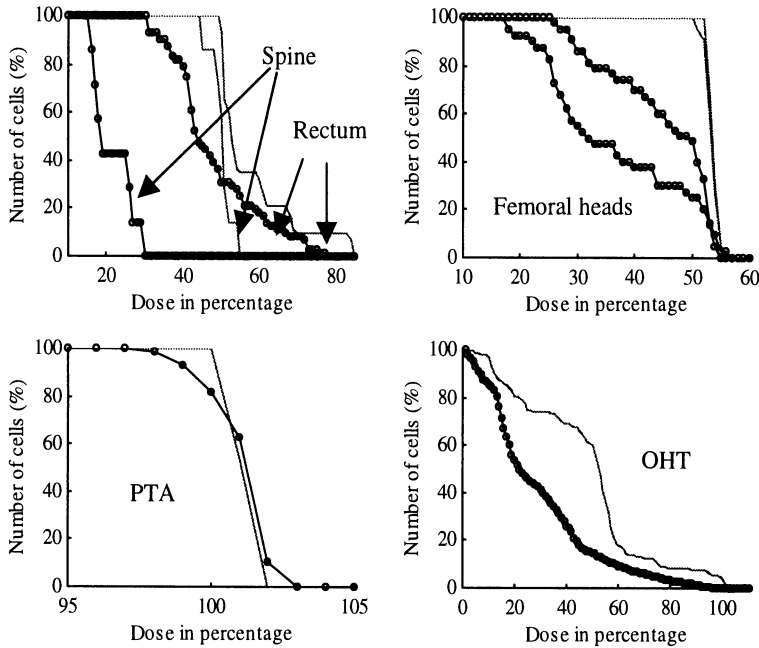 100
80
60
40
20
0
Number of cells (%)
Spine
Rectum
20 40 60 80
Dose in percentage
100
80
60
40
20
0
Number of cells (%)
Femoral heads
10 20 30 40 50 60
Dose in percentage
100
80
60
40
20
0
Number of cells (%)
PTA
95 100 105
Dose in percentage
100
80
60
40
20
0
Number of cells (%)
OHT
0 20 40 60 80 100
Dose in percentage